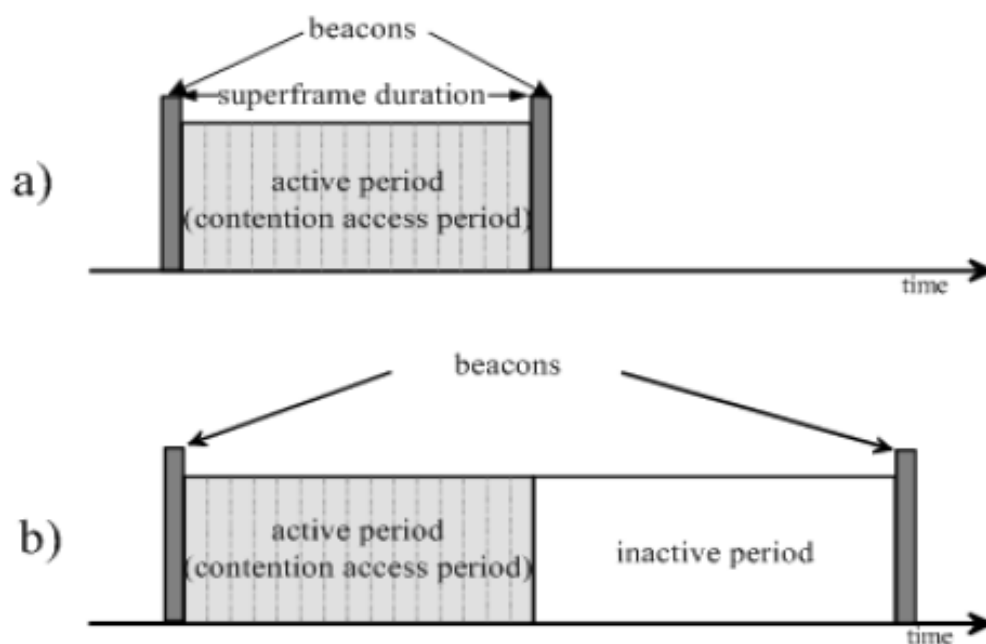 beacons
superframe duration
a)
active period
(contention access period)
time
beacons
b)
active period
(contention access period)
inactive period
time